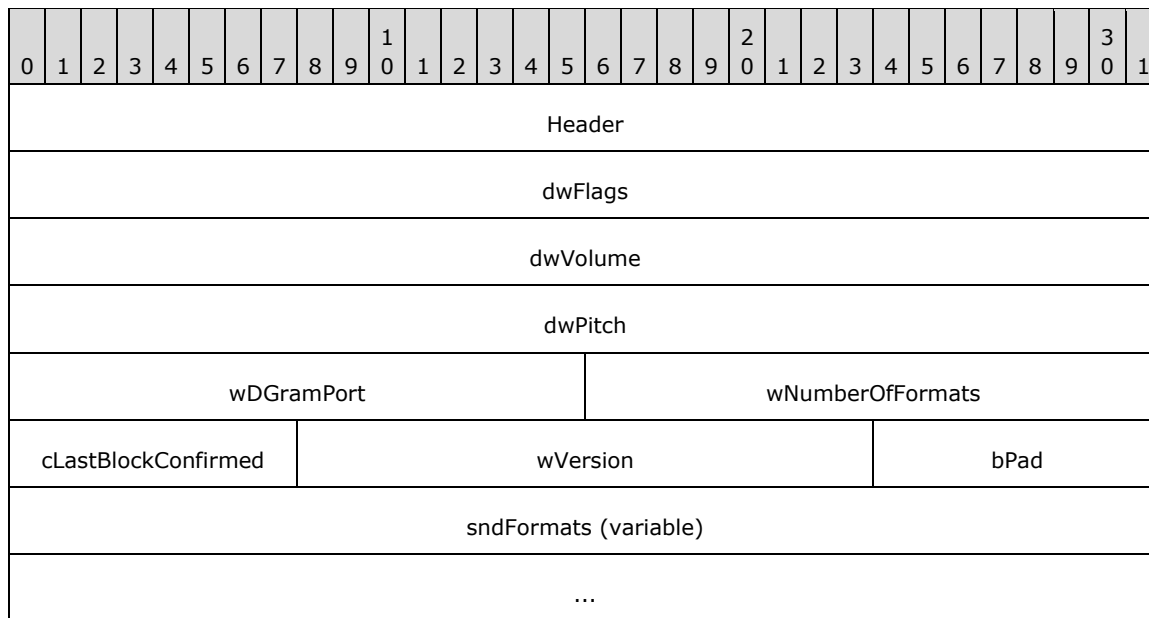 1 2 3
0 1 2 3 4 5 6 7 8 9 0 1 2 3 4 5 6 7 8 9 0 1 2 3 4 5 6 7 8 9 0 1
Header
dwFlags
dwVolume
dwPitch
wDGramPort wNumberOfFormats
cLastBlockConfirmed wVersion bPad
sndFormats (variable)
...